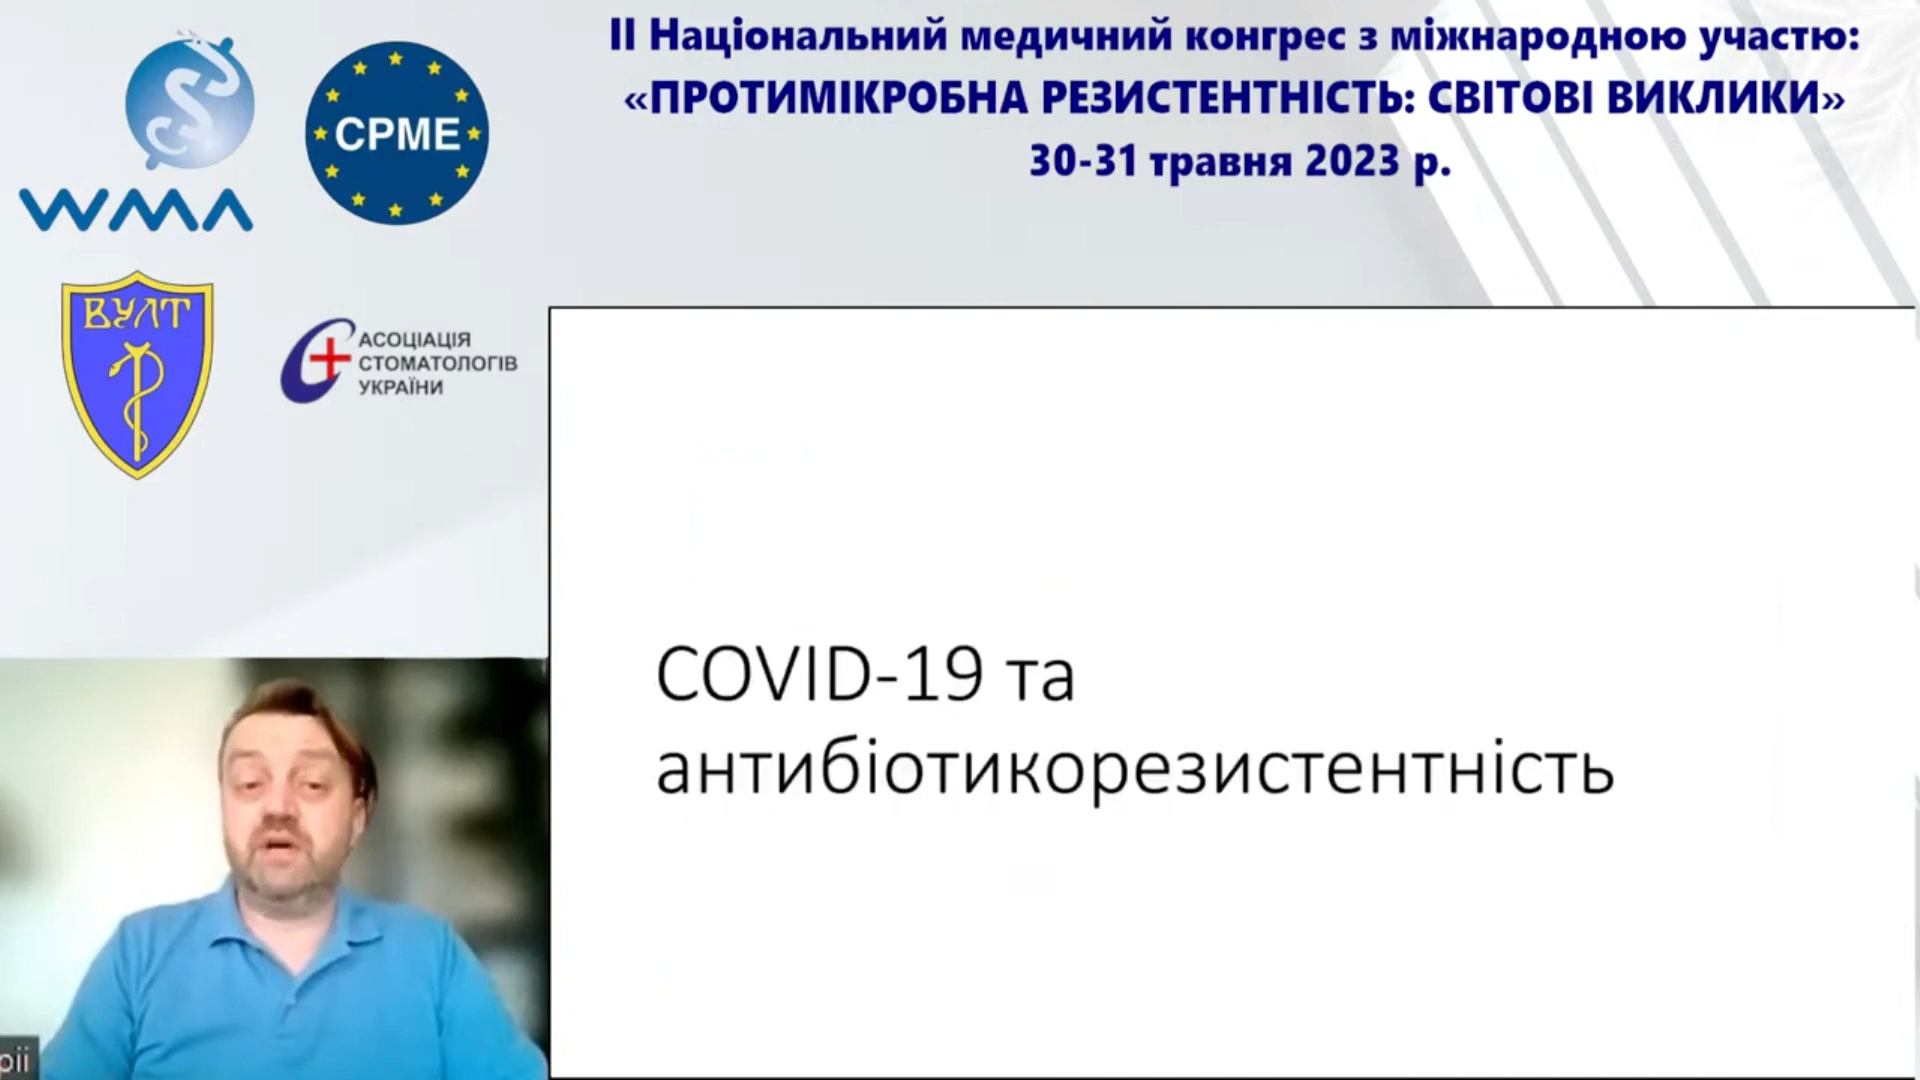 II Національний медичний конгрес з міжнародною участю:
«ПРОТИМІКРОБНА РЕЗИСТЕНТНІСТЬ: СВІТОВІ ВИКЛИКИ»
30-31 травня 2023 р.
WMA
CPME
ВУЛТ
АСОЦІАЦІЯ
СТОМАТОЛОГІВ
УКРАЇНИ
COVID-19 та
антибіотикорезистентність